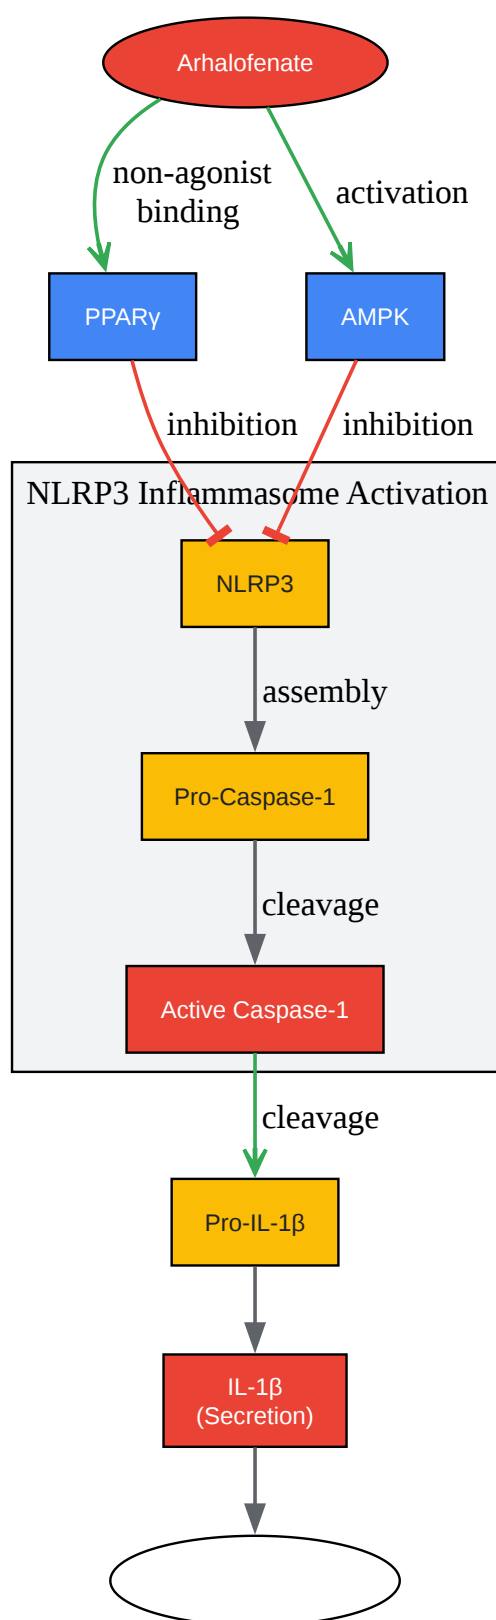 Arhalofenate
non-agonist
binding
activation
PPARγ
AMPK
inhibition
inhibition
NLRP3 Inflammasome Activation
NLRP3
assembly
Pro-Caspase-1
cleavage
Active Caspase-1
cleavage
Pro-IL-1β
IL-1β
(Secretion)